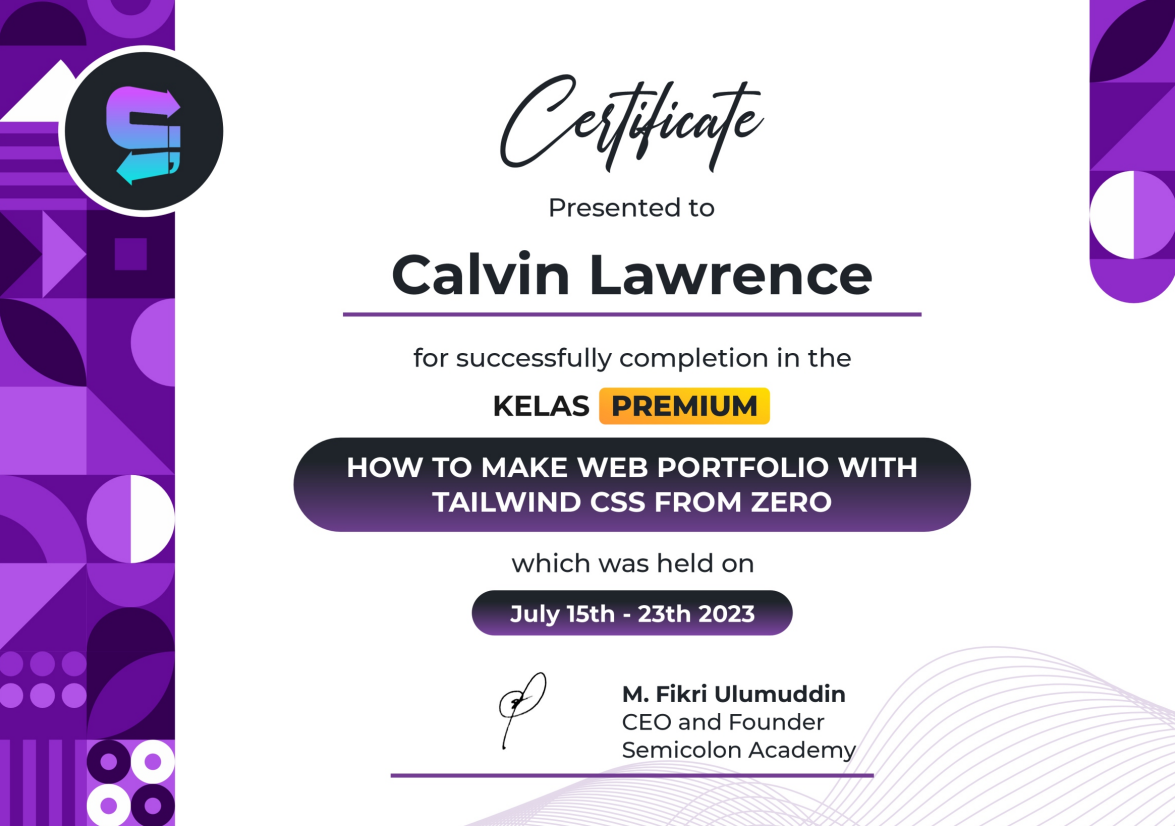 Certificate
Presented to
Calvin Lawrence
for successfully completion in the
KELAS PREMIUM
HOW TO MAKE WEB PORTFOLIO WITH
TAILWIND CSS FROM ZERO
which was held on
July 15th - 23th 2023
M. Fikri Ulumuddin
CEO and Founder
Semicolon Academy